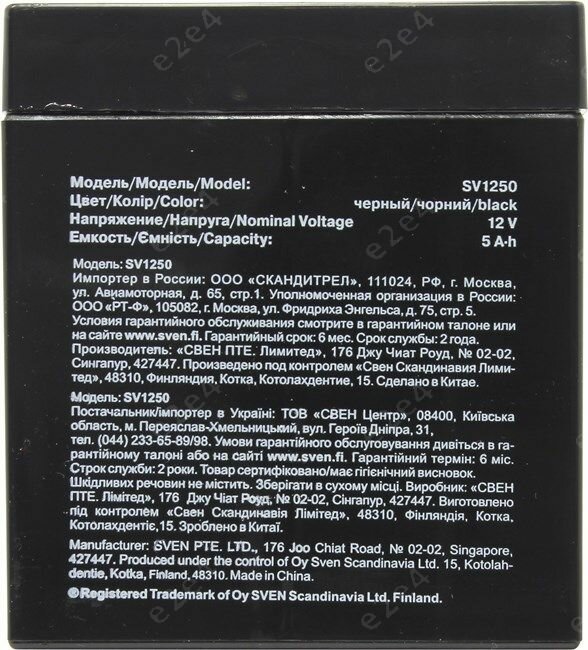 Модель/Модель/Model: SV1250
Цвет/Колір/Color: черный/чорний/black
Напряжение/Напруга/Nominal Voltage 12 V
Емкость/Ємність/Capacity: 5 A·h
Модель: SV1250
Импортер в России: ООО «СКАНДИТРЕЛ», 111024, РФ, г. Москва,
ул. Авиамоторная, д. 65, стр.1. Уполномоченная организация в России:
ООО «РТ-Ф», 105082, г. Москва, ул. Фридриха Энгельса, д. 75, стр. 5.
Условия гарантийного обслуживания смотрите в гарантийном талоне или
на сайте www.sven.fi. Гарантийный срок: 6 мес. Срок службы: 2 года.
Производитель: «СВЕН ПТЕ. Лимитед», 176 Джу Чиат Роуд, № 02-02,
Сингапур, 427447. Произведено под контролем «Свен Скандинавия Лими-
тед», 48310, Финляндия, Котка, Котолахдентие, 15. Сделано в Китае.
Модель: SV1250
Постачальник/імпортер в Україні: ТОВ «СВЕН Центр», 08400, Київська
область, м. Переяслав-Хмельницький, вул. Героїв Дніпра, 31,
тел. (044) 233-65-89/98. Умови гарантійного обслуговування дивіться в га-
рантійному талоні або на сайті www.sven.fi. Гарантійний термін: 6 міс.
Строк служби: 2 роки. Товар сертифіковано/має гігієнічний висновок.
Шкідливих речовин не містить. Зберігати в сухому місці. Виробник: «СВЕН
ПТЕ. Лімітед», 176 Джу Чіат Роуд, № 02-02, Сінгапур, 427447. Виготовлено
під контролем «Свен Скандинавія Лімітед», 48310, Фінляндія, Котка,
Котолахдентіє,15. Зроблено в Китаї.
Manufacturer: SVEN PTE. LTD., 176 Joo Chiat Road, № 02-02, Singapore,
427447. Produced under the control of Oy Sven Scandinavia Ltd. 15, Kotolah-
dentie, Kotka, Finland, 48310. Made in China.
®Registered Trademark of Oy SVEN Scandinavia Ltd. Finland.
e2e4